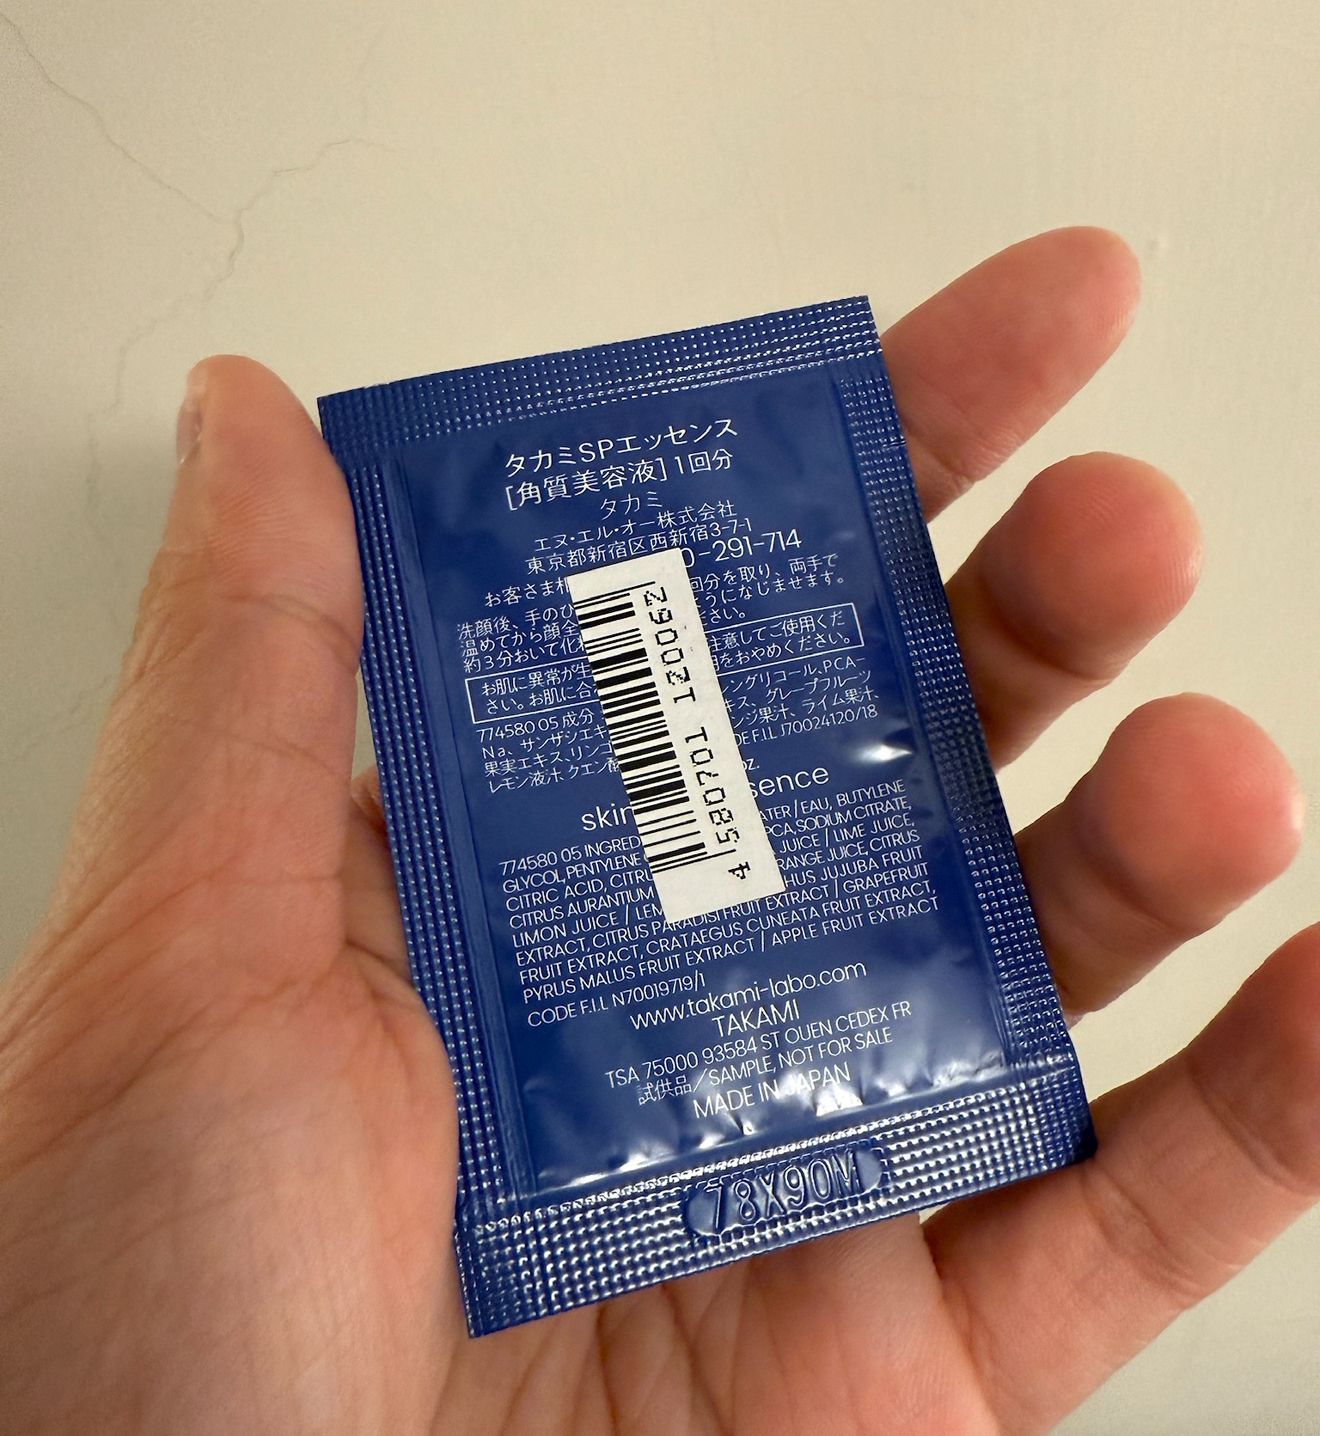 タカミSPエッセンス
[角質美容液] 1回分
タカミ
エヌ・エル・オー株式会社
東京都新宿区西新宿3-7-1
お客さま相 0-291-714
洗顔後、手のひ 回分を取り、両手で
温めてから顔全 うになじませます。
約3分おいて化 さい。
お肌に異常が生 注意してご使用くだ
さい。お肌に合 用をおやめください。
774580 05 成分 ングリコール、PCA-
Na、サンザシエキ キス、グレープフルーツ
果実エキス、リンゴ ンジ果汁、ライム果汁、
レモン液汁、クエン酸 DE F.I.L J70024120/18
oz.
skin sence
774580 05 INGRED ATER / EAU, BUTYLENE
GLYCOL, PENTYLENE PCA, SODIUM CITRATE,
CITRIC ACID, CITRU JUICE / LIME JUICE,
CITRUS AURANTIUM RANGE JUICE, CITRUS
LIMON JUICE / LEM HUS JUJUBA FRUIT
EXTRACT, CITRUS PARADISI FRUIT EXTRACT / GRAPEFRUIT
FRUIT EXTRACT, CRATAEGUS CUNEATA FRUIT EXTRACT,
PYRUS MALUS FRUIT EXTRACT / APPLE FRUIT EXTRACT
CODE F.I.L N70019719/1
www.takami-labo.com
TAKAMI
TSA 75000 93584 ST OUEN CEDEX FR
試供品/SAMPLE, NOT FOR SALE
MADE IN JAPAN
78X90M
4 580701 120062